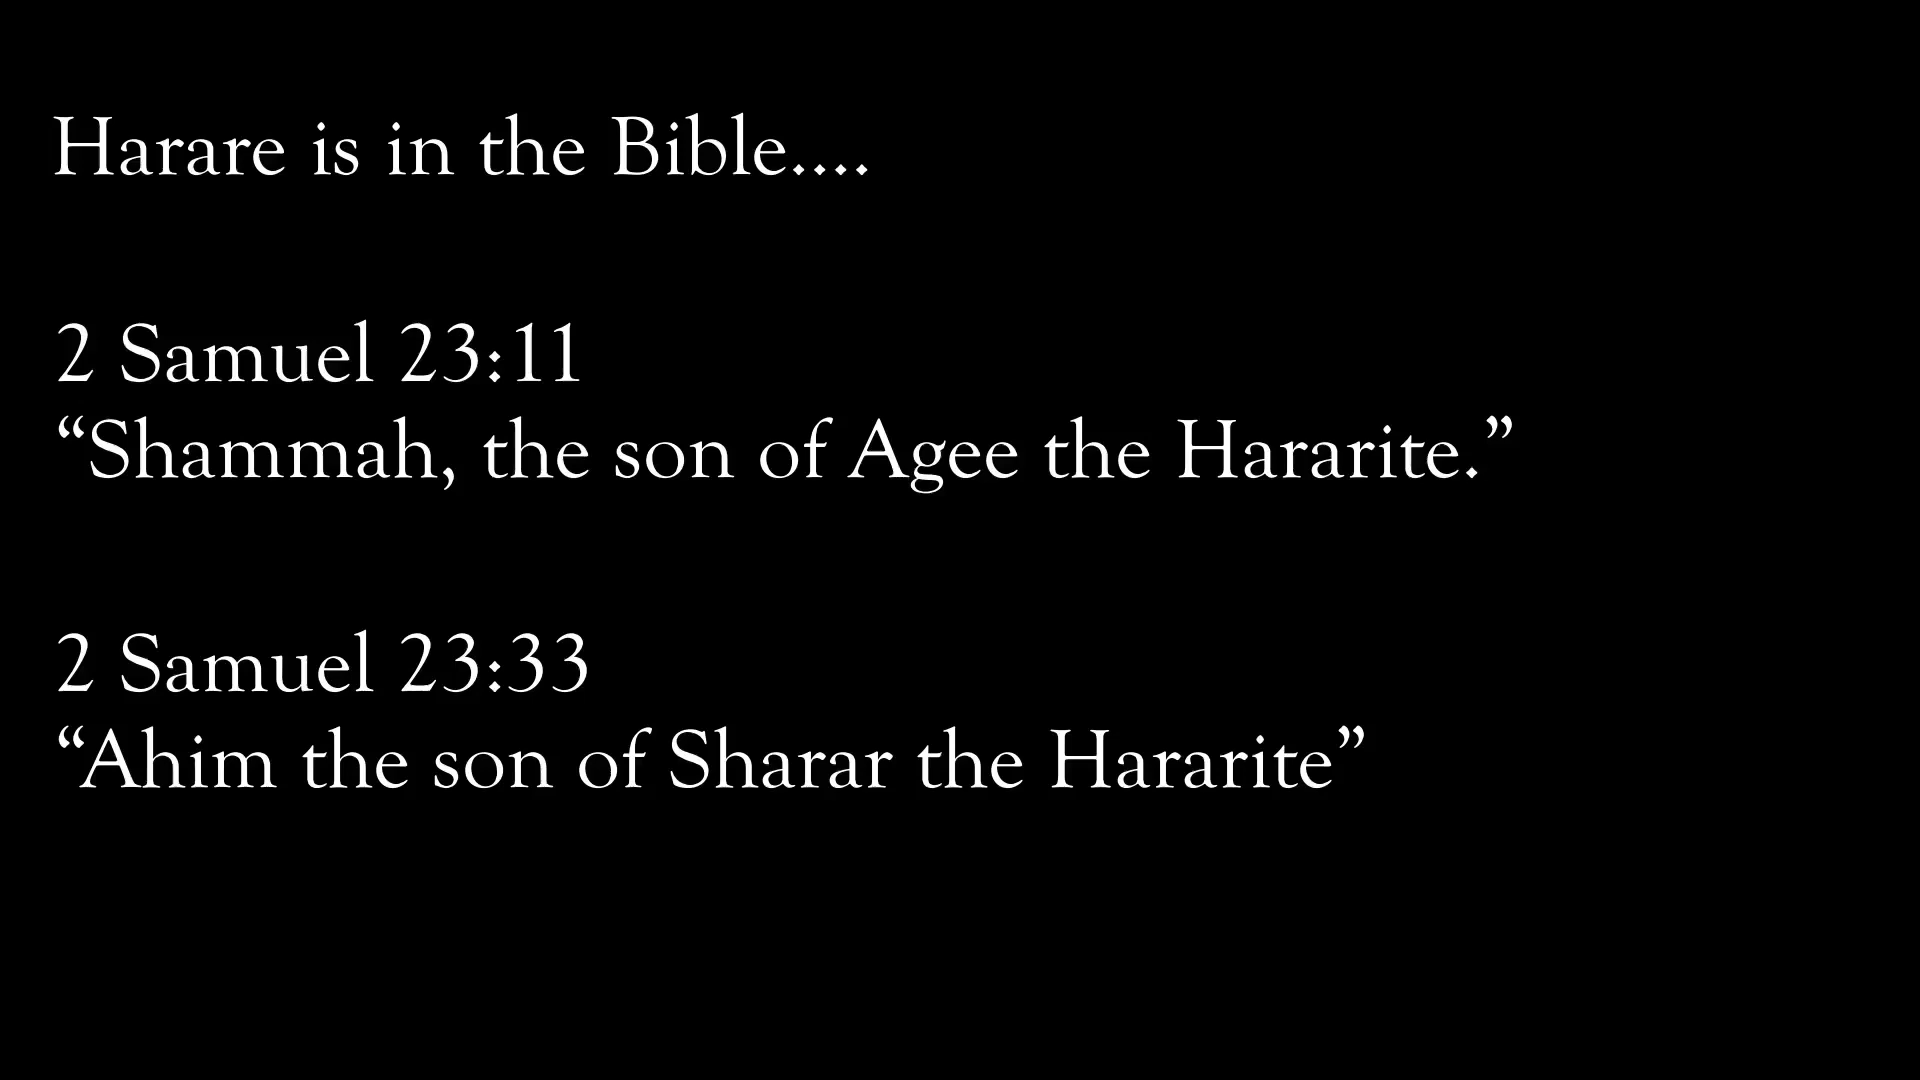 Harare is in the Bible....
2 Samuel 23:11
“Shammah, the son of Agee the Hararite.”
2 Samuel 23:33
“Ahim the son of Sharar the Hararite”